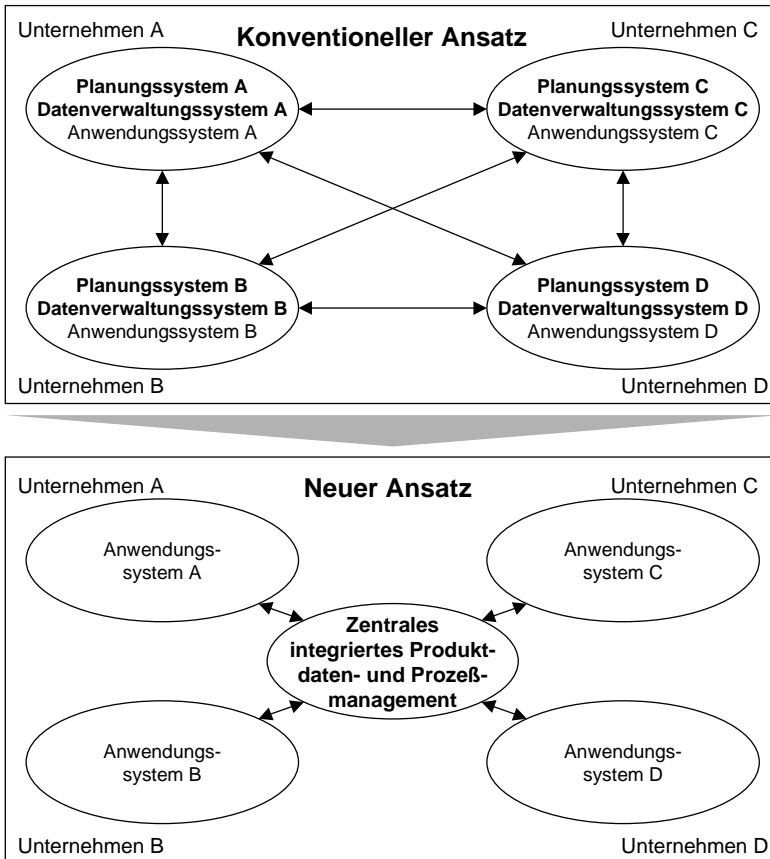 Unternehmen A
Konventioneller Ansatz
Unternehmen C
Planungssystem A
Datenverwaltungssystem A
Anwendungssystem A
Planungssystem C
Datenverwaltungssystem C
Anwendungssystem C
Planungssystem B
Datenverwaltungssystem B
Anwendungssystem B
Planungssystem D
Datenverwaltungssystem D
Anwendungssystem D
Unternehmen B
Unternehmen D
Unternehmen A
Neuer Ansatz
Unternehmen C
Anwendungs-
system A
Anwendungs-
system C
Zentrales
integriertes Produkt-
daten- und Prozeß-
management
Anwendungs-
system B
Anwendungs-
system D
Unternehmen B
Unternehmen D